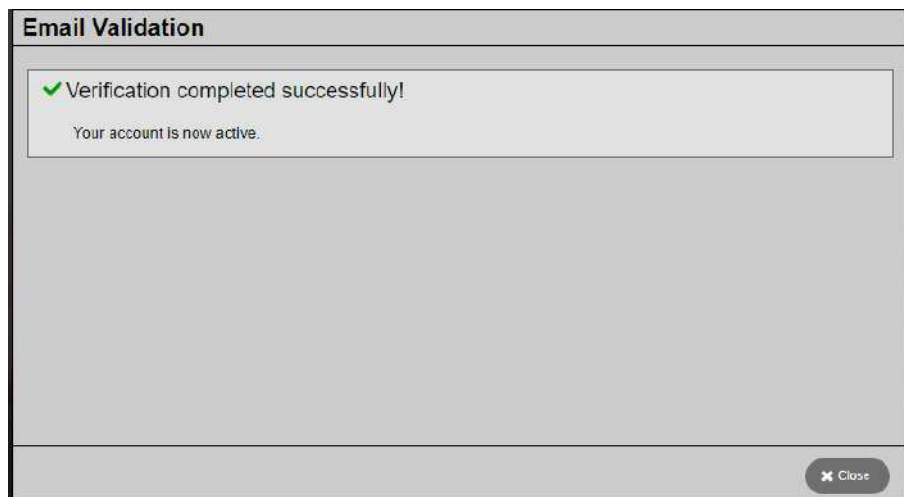 Email Validation
Verification completed successfully!
Your account is now active.
Close